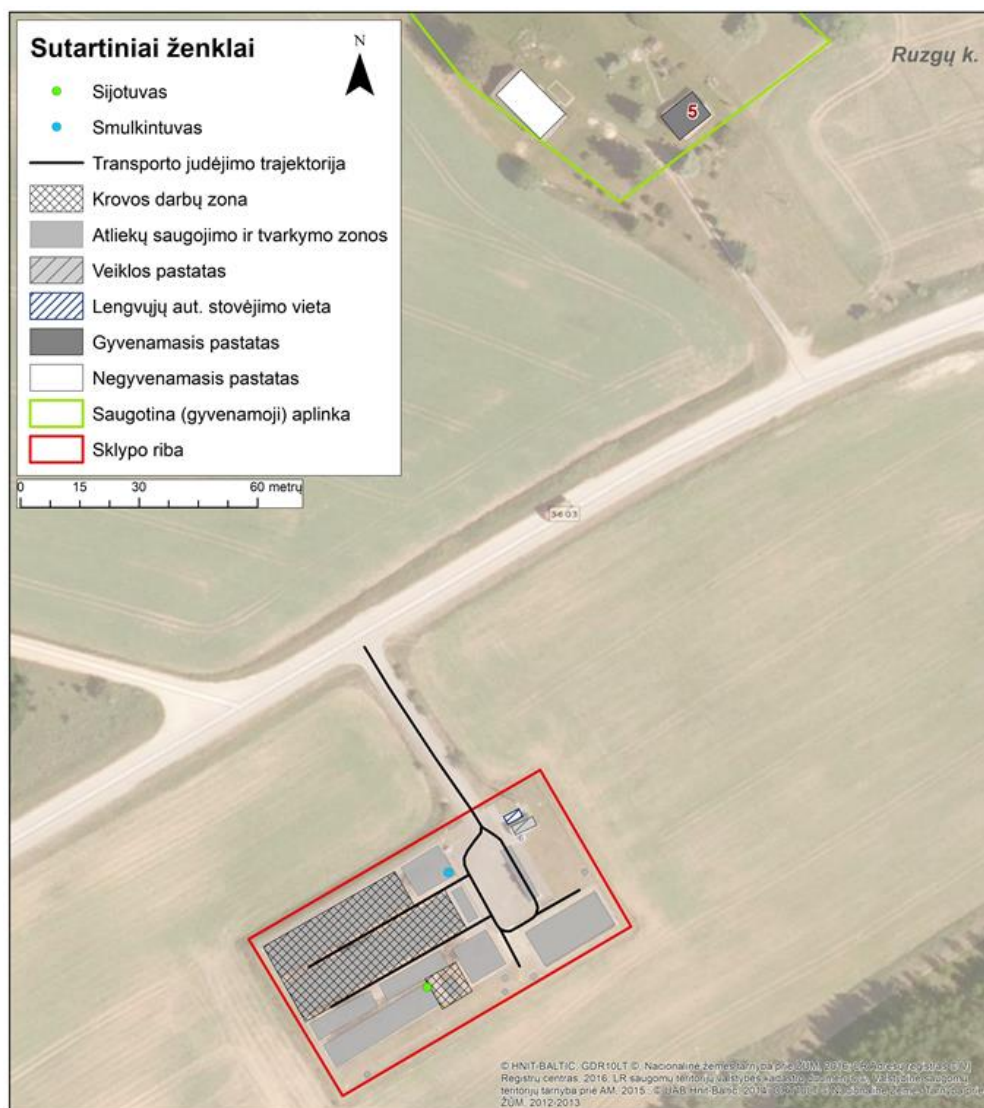 Sutartiniai ženklai
N
Sijotuvas
Smulkintuvas
Transporto judėjimo trajektorija
Krovos darbų zona
Atliekų saugojimo ir tvarkymo zonos
Veiklos pastatas
Lengvųjų aut. stovėjimo vieta
Gyvenamasis pastatas
Negyvenamasis pastatas
Saugotina (gyvenamoji) aplinka
Sklypo riba
0 15 30 60 metrų
Ruzgų k.
5
3603
© HNIT-BALTIC, GDR10LT ©, Nacionalinė žemės tarnyba prie ŽŪM, 2016; LR Adresų registras © VĮ
Registrų centras, 2016; LR saugomų teritorijų valstybės kadastro
teritorijų tarnyba prie AM, 2015; © UAB Hnit-Baltic, 2014;
ŽŪM, 2012-2013